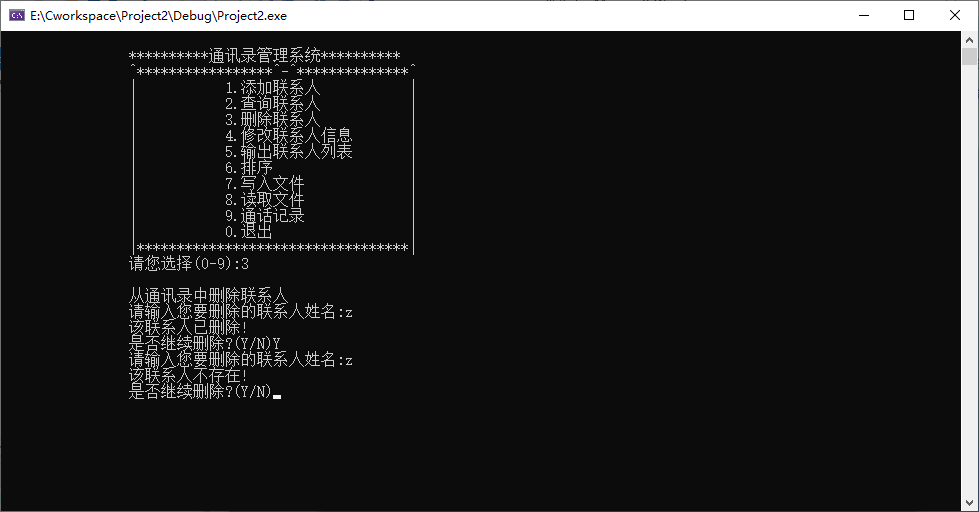 E:\Cworkspace\Project2\Debug\Project2.exe
**********通讯录管理系统**********
^*****************^-^**************^
| 1.添加联系人 |
| 2.查询联系人 |
| 3.删除联系人 |
| 4.修改联系人信息 |
| 5.输出联系人列表 |
| 6.排序 |
| 7.写入文件 |
| 8.读取文件 |
| 9.通话记录 |
| 0.退出 |
|**********************************|
请您选择(0-9):3
从通讯录中删除联系人
请输入您要删除的联系人姓名:z
该联系人已删除!
是否继续删除?(Y/N)Y
请输入您要删除的联系人姓名:z
该联系人不存在!
是否继续删除?(Y/N)